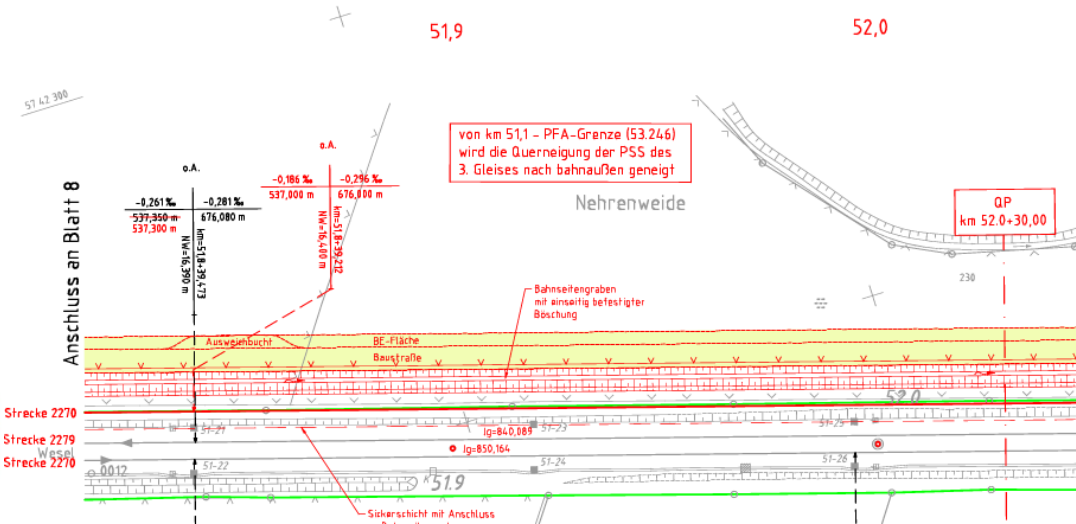 51,9
52,0
57 42 300
von km 51,1 - PFA-Grenze (53.246)
wird die Querneigung der PSS des
3. Gleises nach bahnaußen geneigt
o.A.
-0,186 ‰
-0,296 ‰
537,000 m
676,000 m
km=51,8+39,212
NW=16,400 m
o.A.
-0,261 ‰
-0,281 ‰
537,350 m
676,080 m
537,300 m
km=51,8+39,473
NW=16,390 m
Anschluss an Blatt 8
Nehrenweide
QP
km 52.0+30,00
230
Bahnseitengraben
mit einseitig befestigter
Böschung
Ausweichbucht
BE-Fläche
Baustraße
52.0
Strecke 2270
51-21
51-23
51-25
lg=840,089
Strecke 2279
Wesel
lg=850,164
Strecke 2270
0012
51-22
51-24
51-26
K
51.9
Sickerschicht mit Anschluss